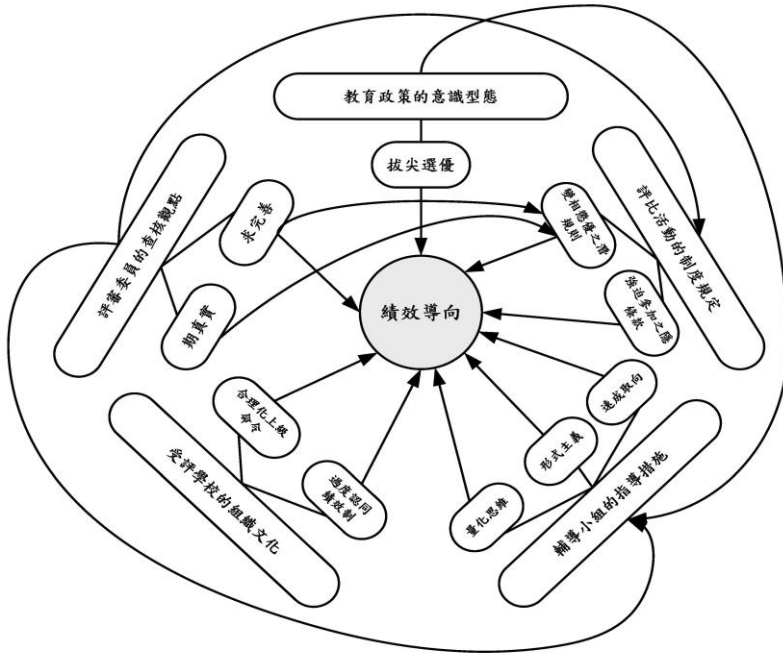 教育政策的意識型態
拔尖選優
評審委員的查核觀點
求完善
期真實
變相懲優之潛
規則
強迫參加之隱
條款
評比活動的制度規定
績效導向
合理化上級
命令
過度認同
績效制
受評學校的組織文化
速成取向
形式主義
量化思維
輔導小組的指導措施